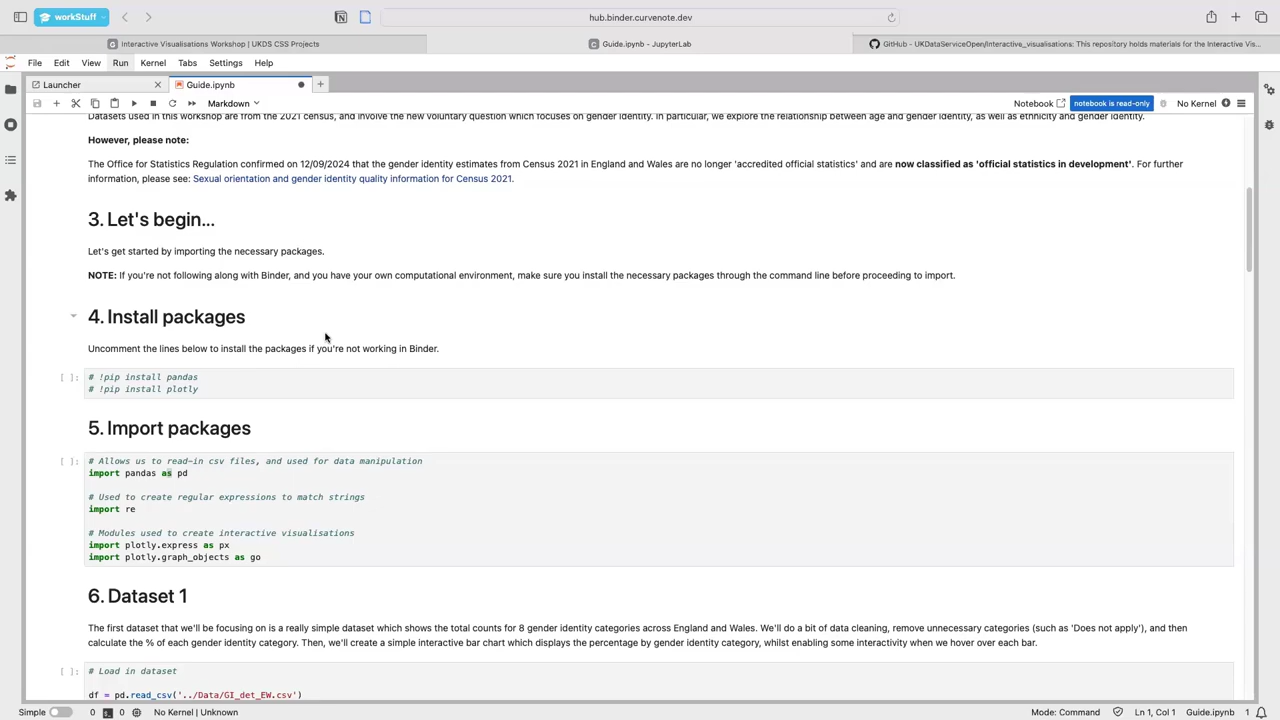 workStuff
hub.binder.curvenote.dev
Interactive Visualisations Workshop | UKDS CSS Projects
Guide.ipynb - JupyterLab
GitHub - UKDataServiceOpen/Interactive_visualisations: This repository holds materials for the Interactive Vis...
File Edit View Run Kernel Tabs Settings Help
Launcher
Guide.ipynb
Markdown
Notebook
notebook is read-only
No Kernel
Datasets used in this workshop are from the 2021 census, and involve the new voluntary question which focuses on gender identity. In particular, we explore the relationship between age and gender identity, as well as ethnicity and gender identity.
However, please note:
The Office for Statistics Regulation confirmed on 12/09/2024 that the gender identity estimates from Census 2021 in England and Wales are no longer 'accredited official statistics' and are now classified as 'official statistics in development'. For further
information, please see: Sexual orientation and gender identity quality information for Census 2021.
3. Let's begin...
Let's get started by importing the necessary packages.
NOTE: If you're not following along with Binder, and you have your own computational environment, make sure you install the necessary packages through the command line before proceeding to import.
4. Install packages
Uncomment the lines below to install the packages if you're not working in Binder.
[ ]: # !pip install pandas
# !pip install plotly
5. Import packages
[ ]: # Allows us to read-in csv files, and used for data manipulation
import pandas as pd
# Used to create regular expressions to match strings
import re
# Modules used to create interactive visualisations
import plotly.express as px
import plotly.graph_objects as go
6. Dataset 1
The first dataset that we'll be focusing on is a really simple dataset which shows the total counts for 8 gender identity categories across England and Wales. We'll do a bit of data cleaning, remove unnecessary categories (such as 'Does not apply'), and then
calculate the % of each gender identity category. Then, we'll create a simple interactive bar chart which displays the percentage by gender identity category, whilst enabling some interactivity when we hover over each bar.
[ ]: # Load in dataset
df = pd.read_csv('../Data/GI_det_EW.csv')
Simple 0 0 No Kernel | Unknown
Mode: Command Ln 1, Col 1 Guide.ipynb 1